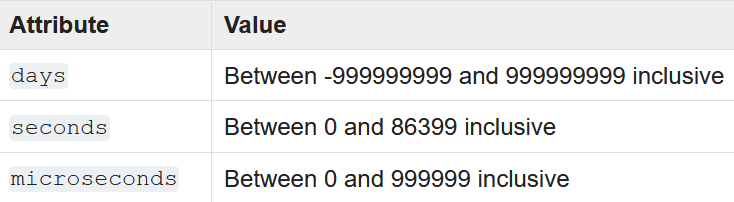 Attribute Value
days Between -999999999 and 999999999 inclusive
seconds Between 0 and 86399 inclusive
microseconds Between 0 and 999999 inclusive